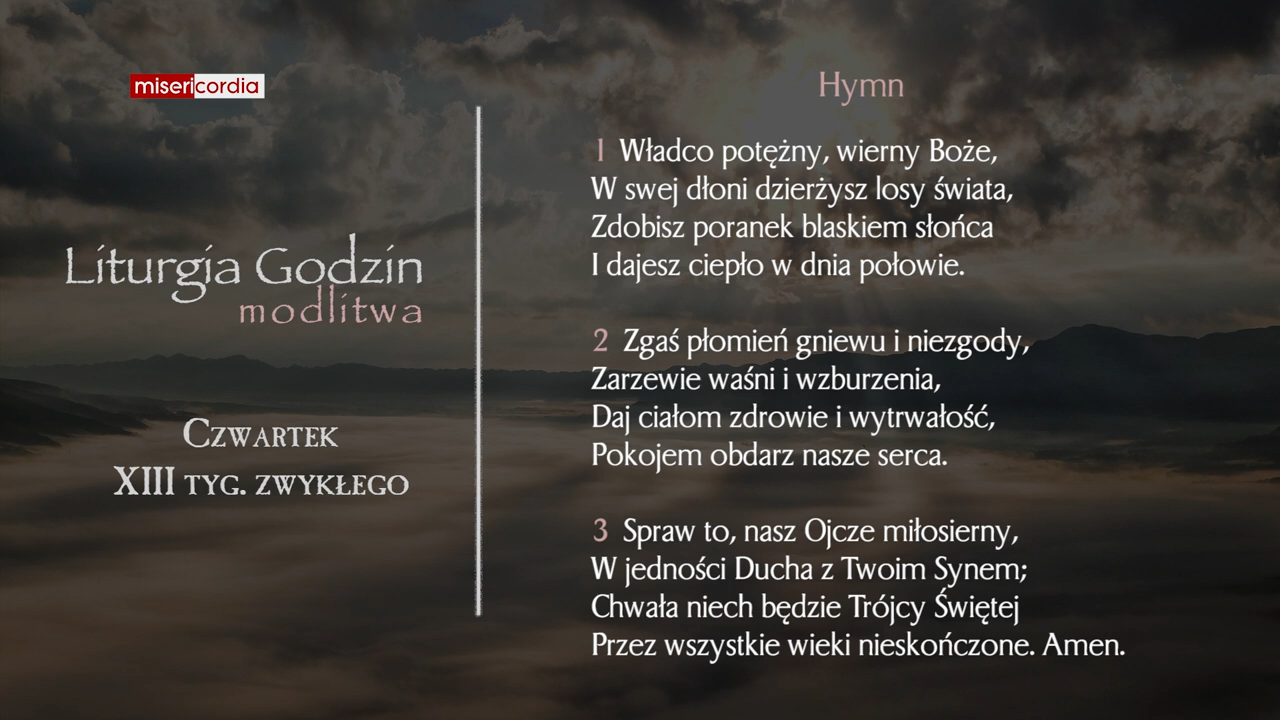 misericordia
Liturgia Godzin
modlitwa
Czwartek
XIII tyg. zwykłego
Hymn
1 Władco potężny, wierny Boże,
W swej dłoni dzierżysz losy świata,
Zdobisz poranek blaskiem słońca
I dajesz ciepło w dnia połowie.
2 Zgaś płomień gniewu i niezgody,
Zarzewie waśni i wzburzenia,
Daj ciałom zdrowie i wytrwałość,
Pokojem obdarz nasze serca.
3 Spraw to, nasz Ojcze miłosierny,
W jedności Ducha z Twoim Synem;
Chwała niech będzie Trójcy Świętej
Przez wszystkie wieki nieskończone. Amen.